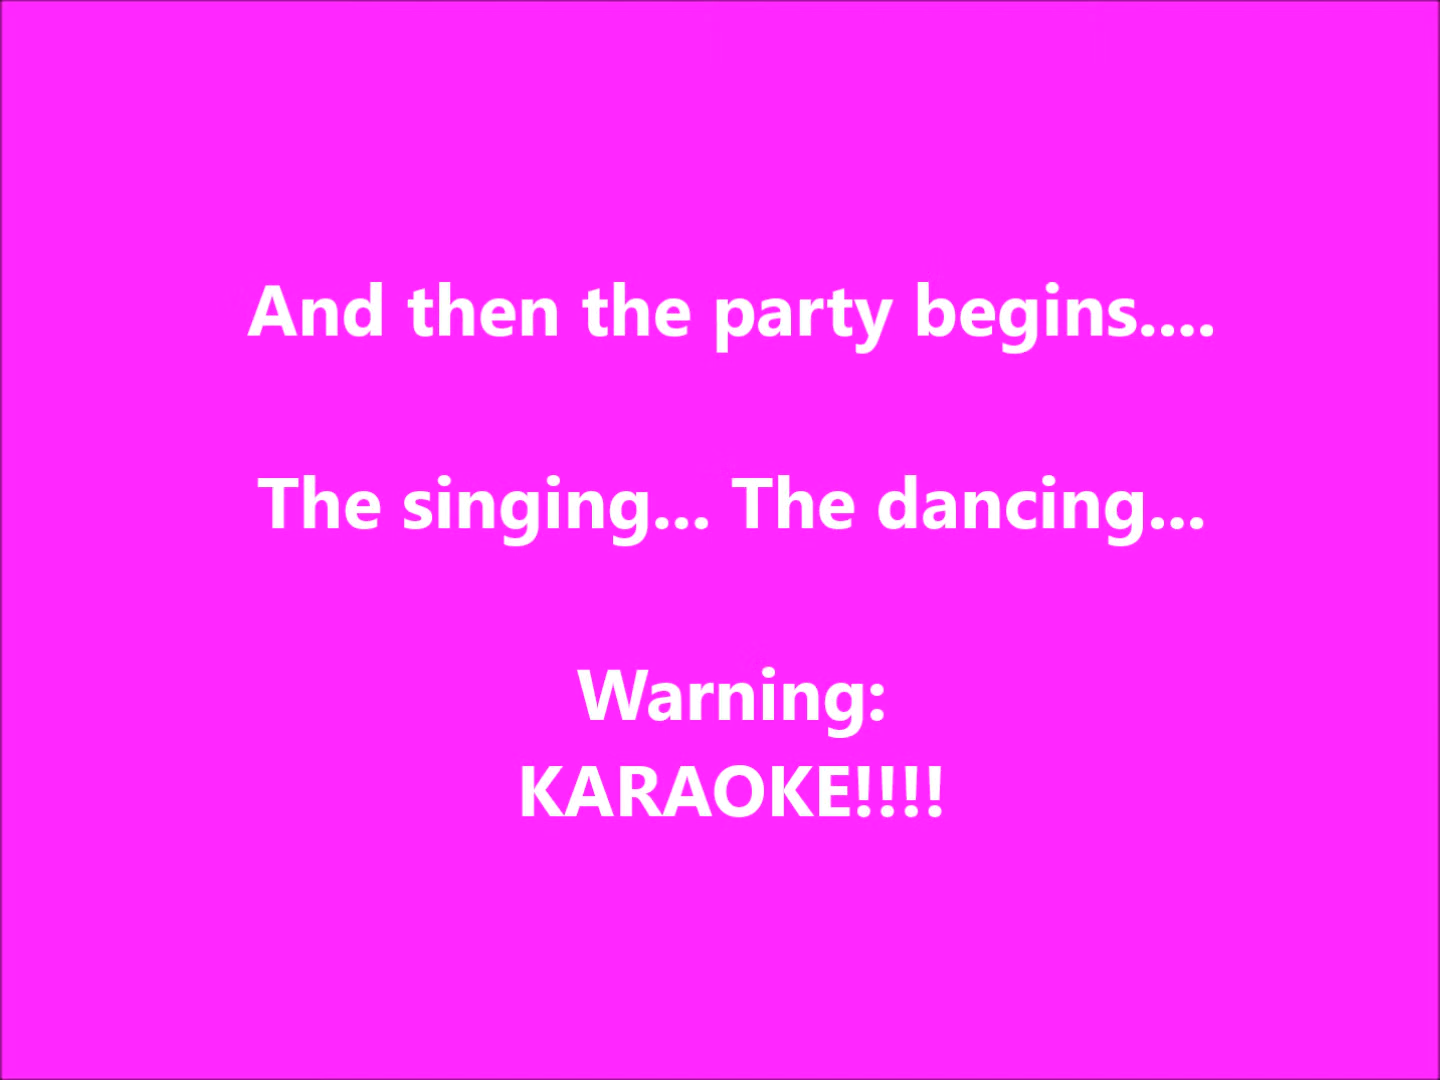 And then the party begins....
The singing... The dancing...
Warning:
KARAOKE!!!!